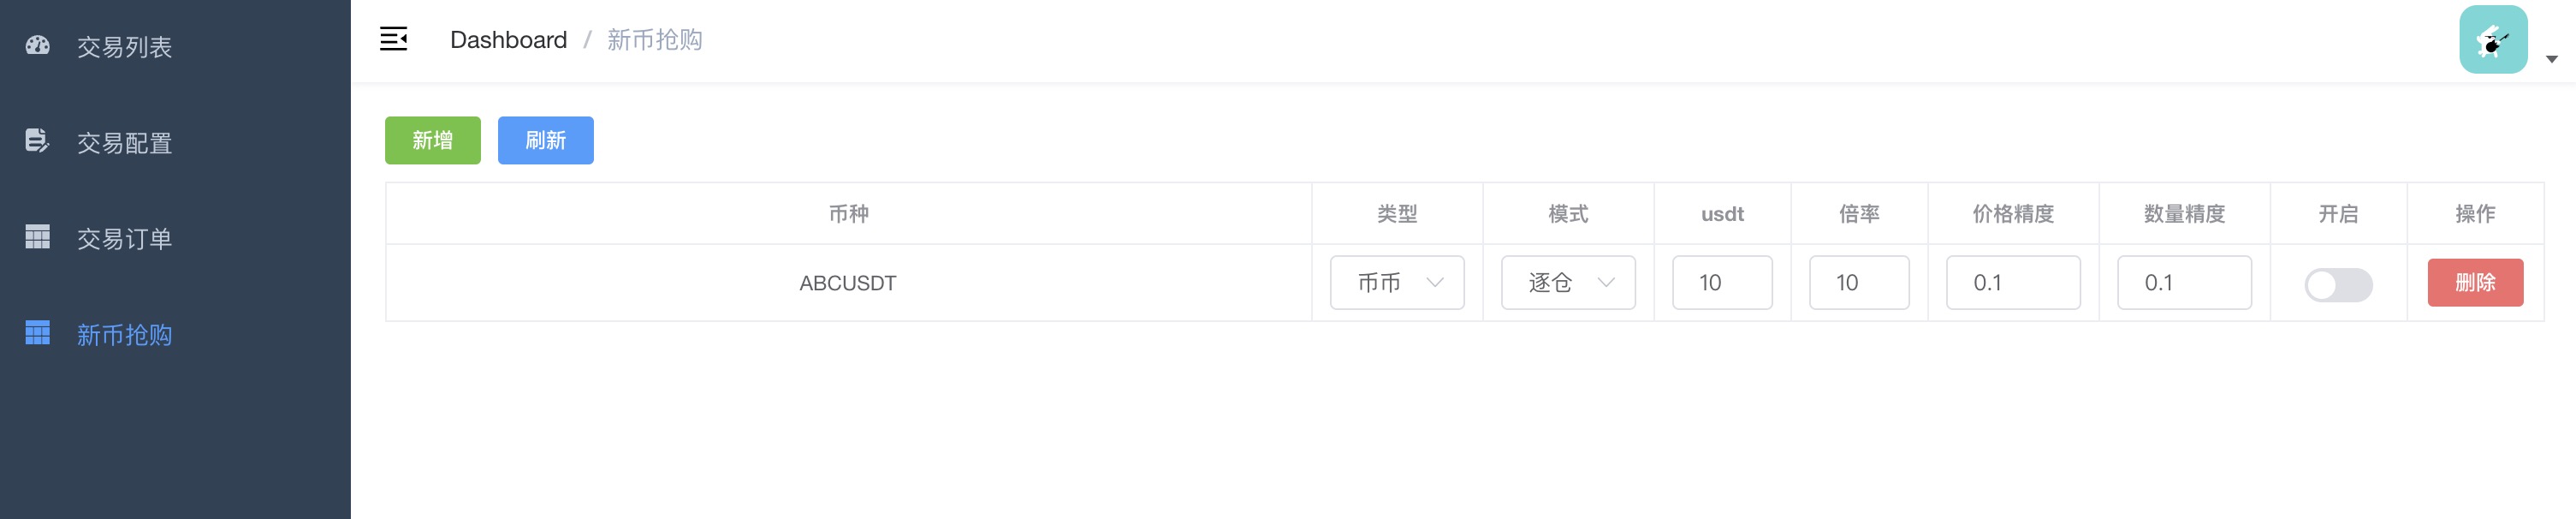 交易列表
交易配置
交易订单
新币抢购
Dashboard / 新币抢购
新增 刷新
币种 类型 模式 usdt 倍率 价格精度 数量精度 开启 操作
ABCUSDT 币币 逐仓 10 10 0.1 0.1 删除